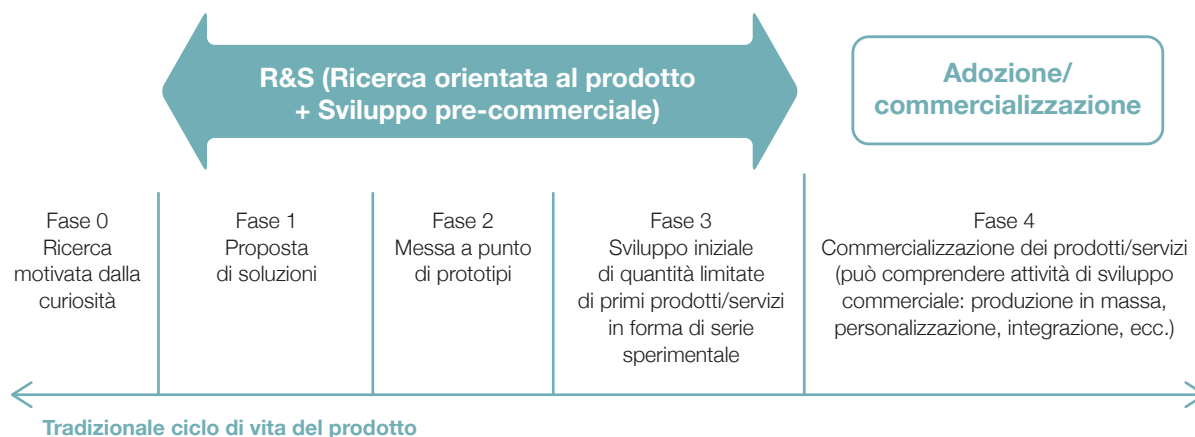 R&S (Ricerca orientata al prodotto
+ Sviluppo pre-commerciale)
Adozione/
commercializzazione
Fase 0
Ricerca
motivata dalla
curiosità
Fase 1
Proposta
di soluzioni
Fase 2
Messa a punto
di prototipi
Fase 3
Sviluppo iniziale
di quantità limitate
di primi prodotti/servizi
in forma di serie
sperimentale
Fase 4
Commercializzazione dei prodotti/servizi
(può comprendere attività di sviluppo
commerciale: produzione in massa,
personalizzazione, integrazione, ecc.)
Tradizionale ciclo di vita del prodotto